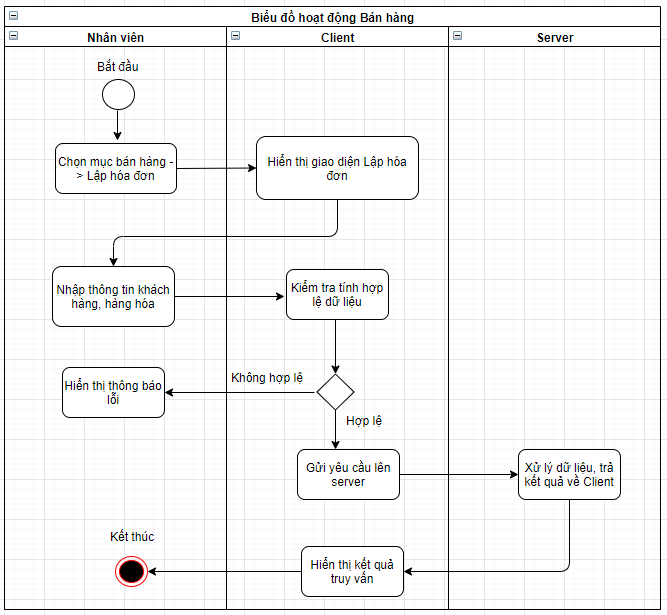 Biểu đồ hoạt động Bán hàng
Nhân viên
Client
Server
Bắt đầu
Chọn mục bán hàng -
> Lập hóa đơn
Hiển thị giao diện Lập hóa
đơn
Nhập thông tin khách
hàng, hàng hóa
Kiểm tra tính hợp
lệ dữ liệu
Không hợp lệ
Hiển thị thông báo
lỗi
Hợp lệ
Gửi yêu cầu lên
server
Xử lý dữ liệu, trả
kết quả về Client
Kết thúc
Hiển thị kết quả
truy vấn